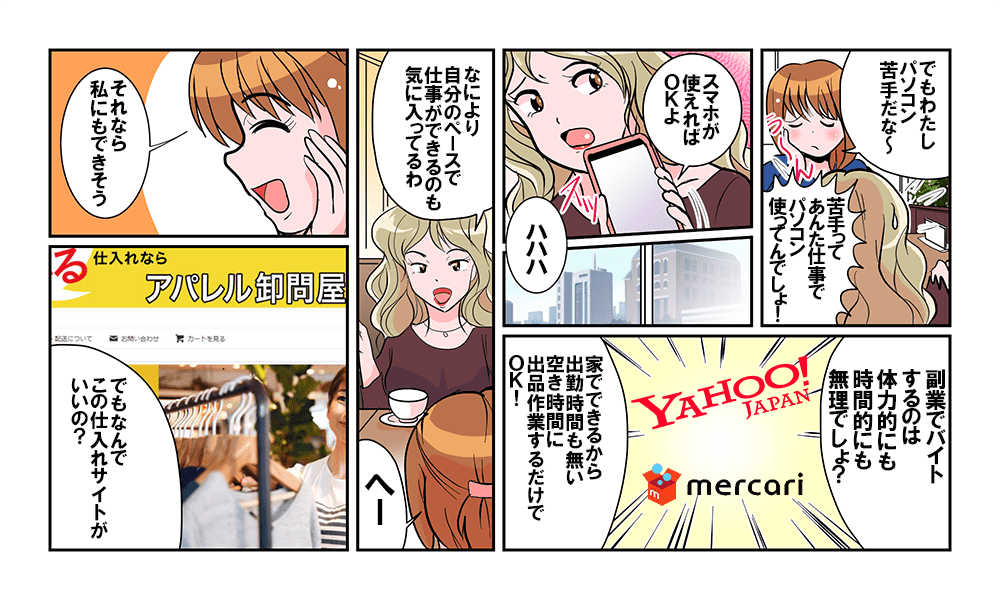 でもわたし
パソコン
苦手だな〜
うーん
苦手って
あんた仕事で
パソコン
使ってんでしょ！
スマホが
使えれば
OKよ
ズッ
ハハハ
副業でバイト
するのは
体力的にも
時間的にも
無理でしょ？
YAHOO!
JAPAN
mercari
家でできるから
出勤時間も無い
空き時間に
出品作業するだけで
OK！
なにより
自分のペースで
仕事ができるのも
気に入ってるわ
へー
それなら
私にもできそう
る
仕入れなら
アパレル卸問屋
配送について
お問い合わせ
カートを見る
でもなんで
この仕入れサイトが
いいの？